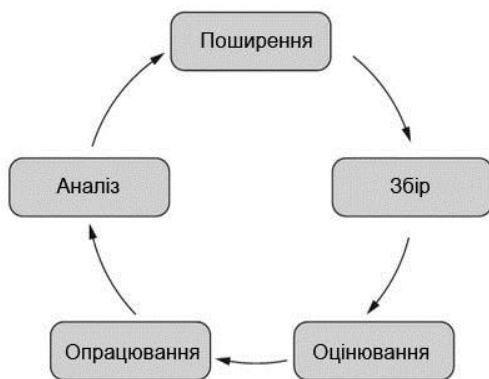 Поширення
Аналіз
Збір
Опрацювання
Оцінювання